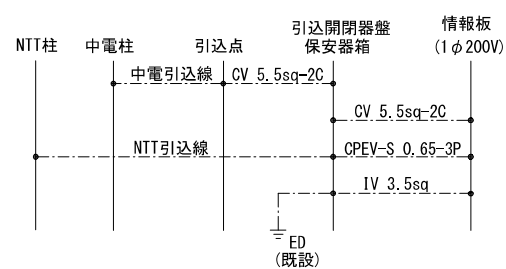 NTT柱
中電柱
引込点
引込開閉器盤
保安器箱
情報板
(1φ200V)
中電引込線
CV 5.5sq-2C
CV 5.5sq-2C
NTT引込線
CPEV-S 0.65-3P
IV 3.5sq
ED
(既設)